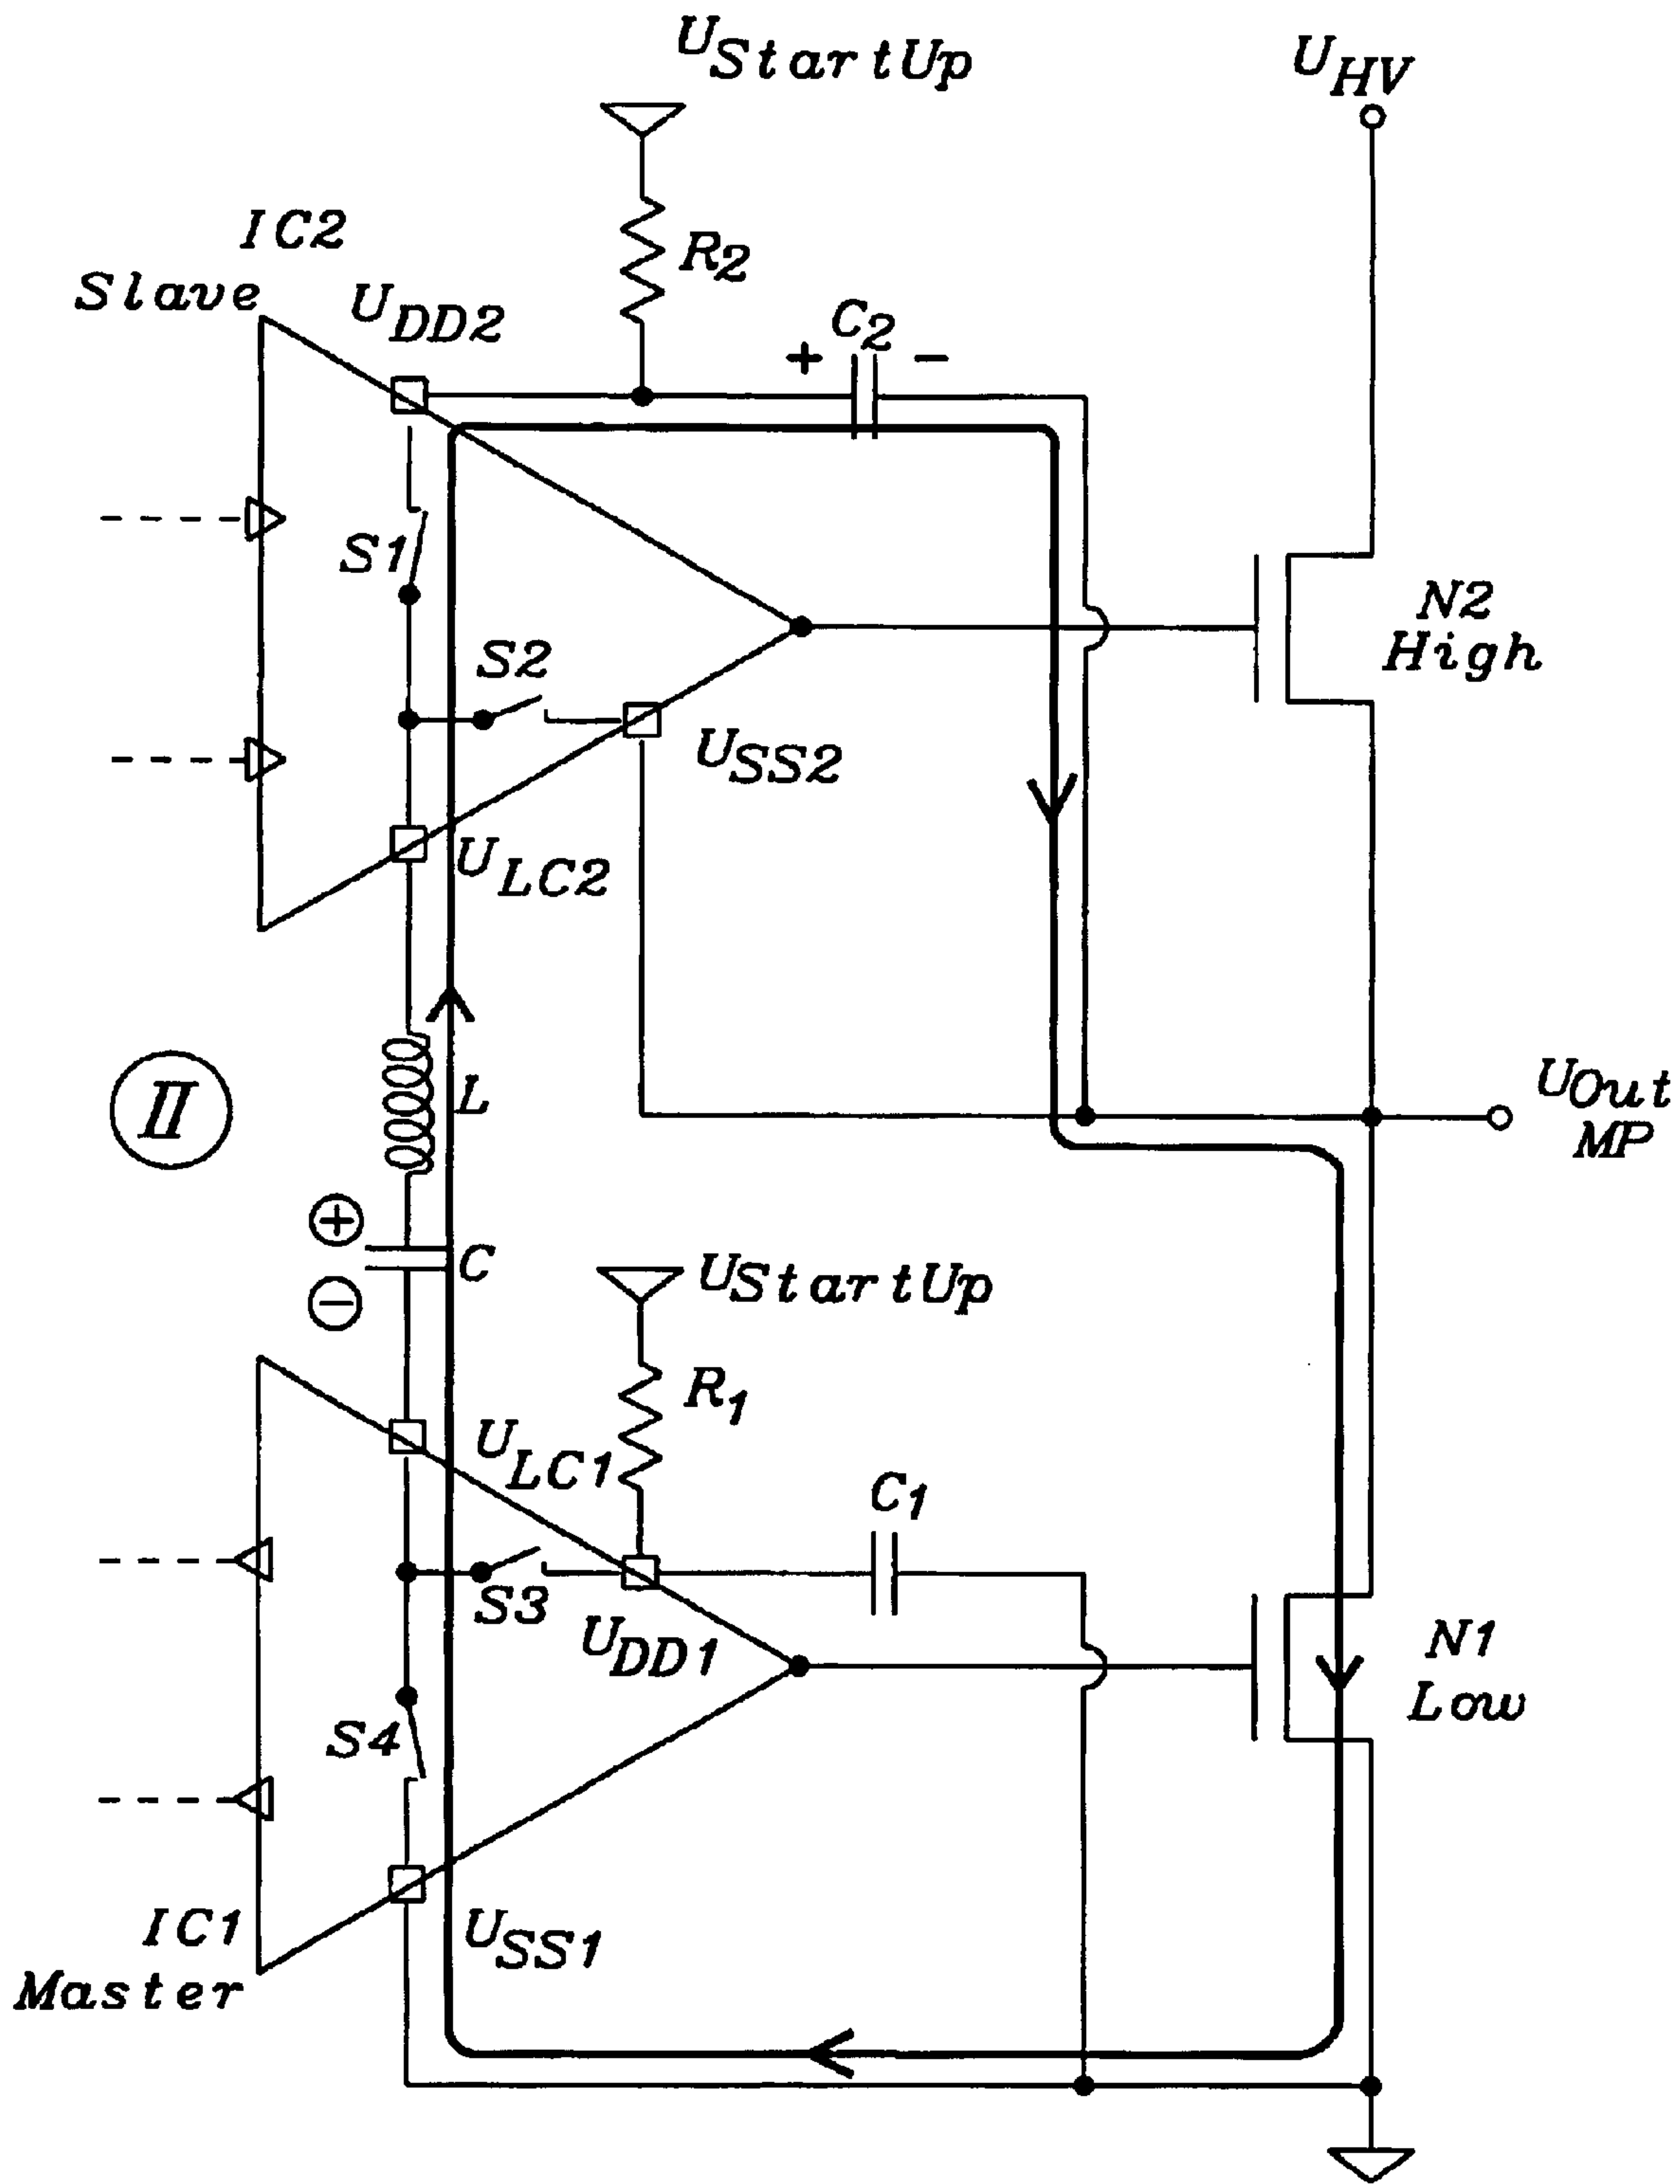 UStartUp
UHV
IC2
Slave
UDD2
R2
C2
+ -
S1
S2
USS2
N2
High
ULC2
II
L
UOut
MP
+
C
-
UStartUp
R1
ULC1
C1
S3
UDD1
N1
Low
S4
IC1
Master
USS1